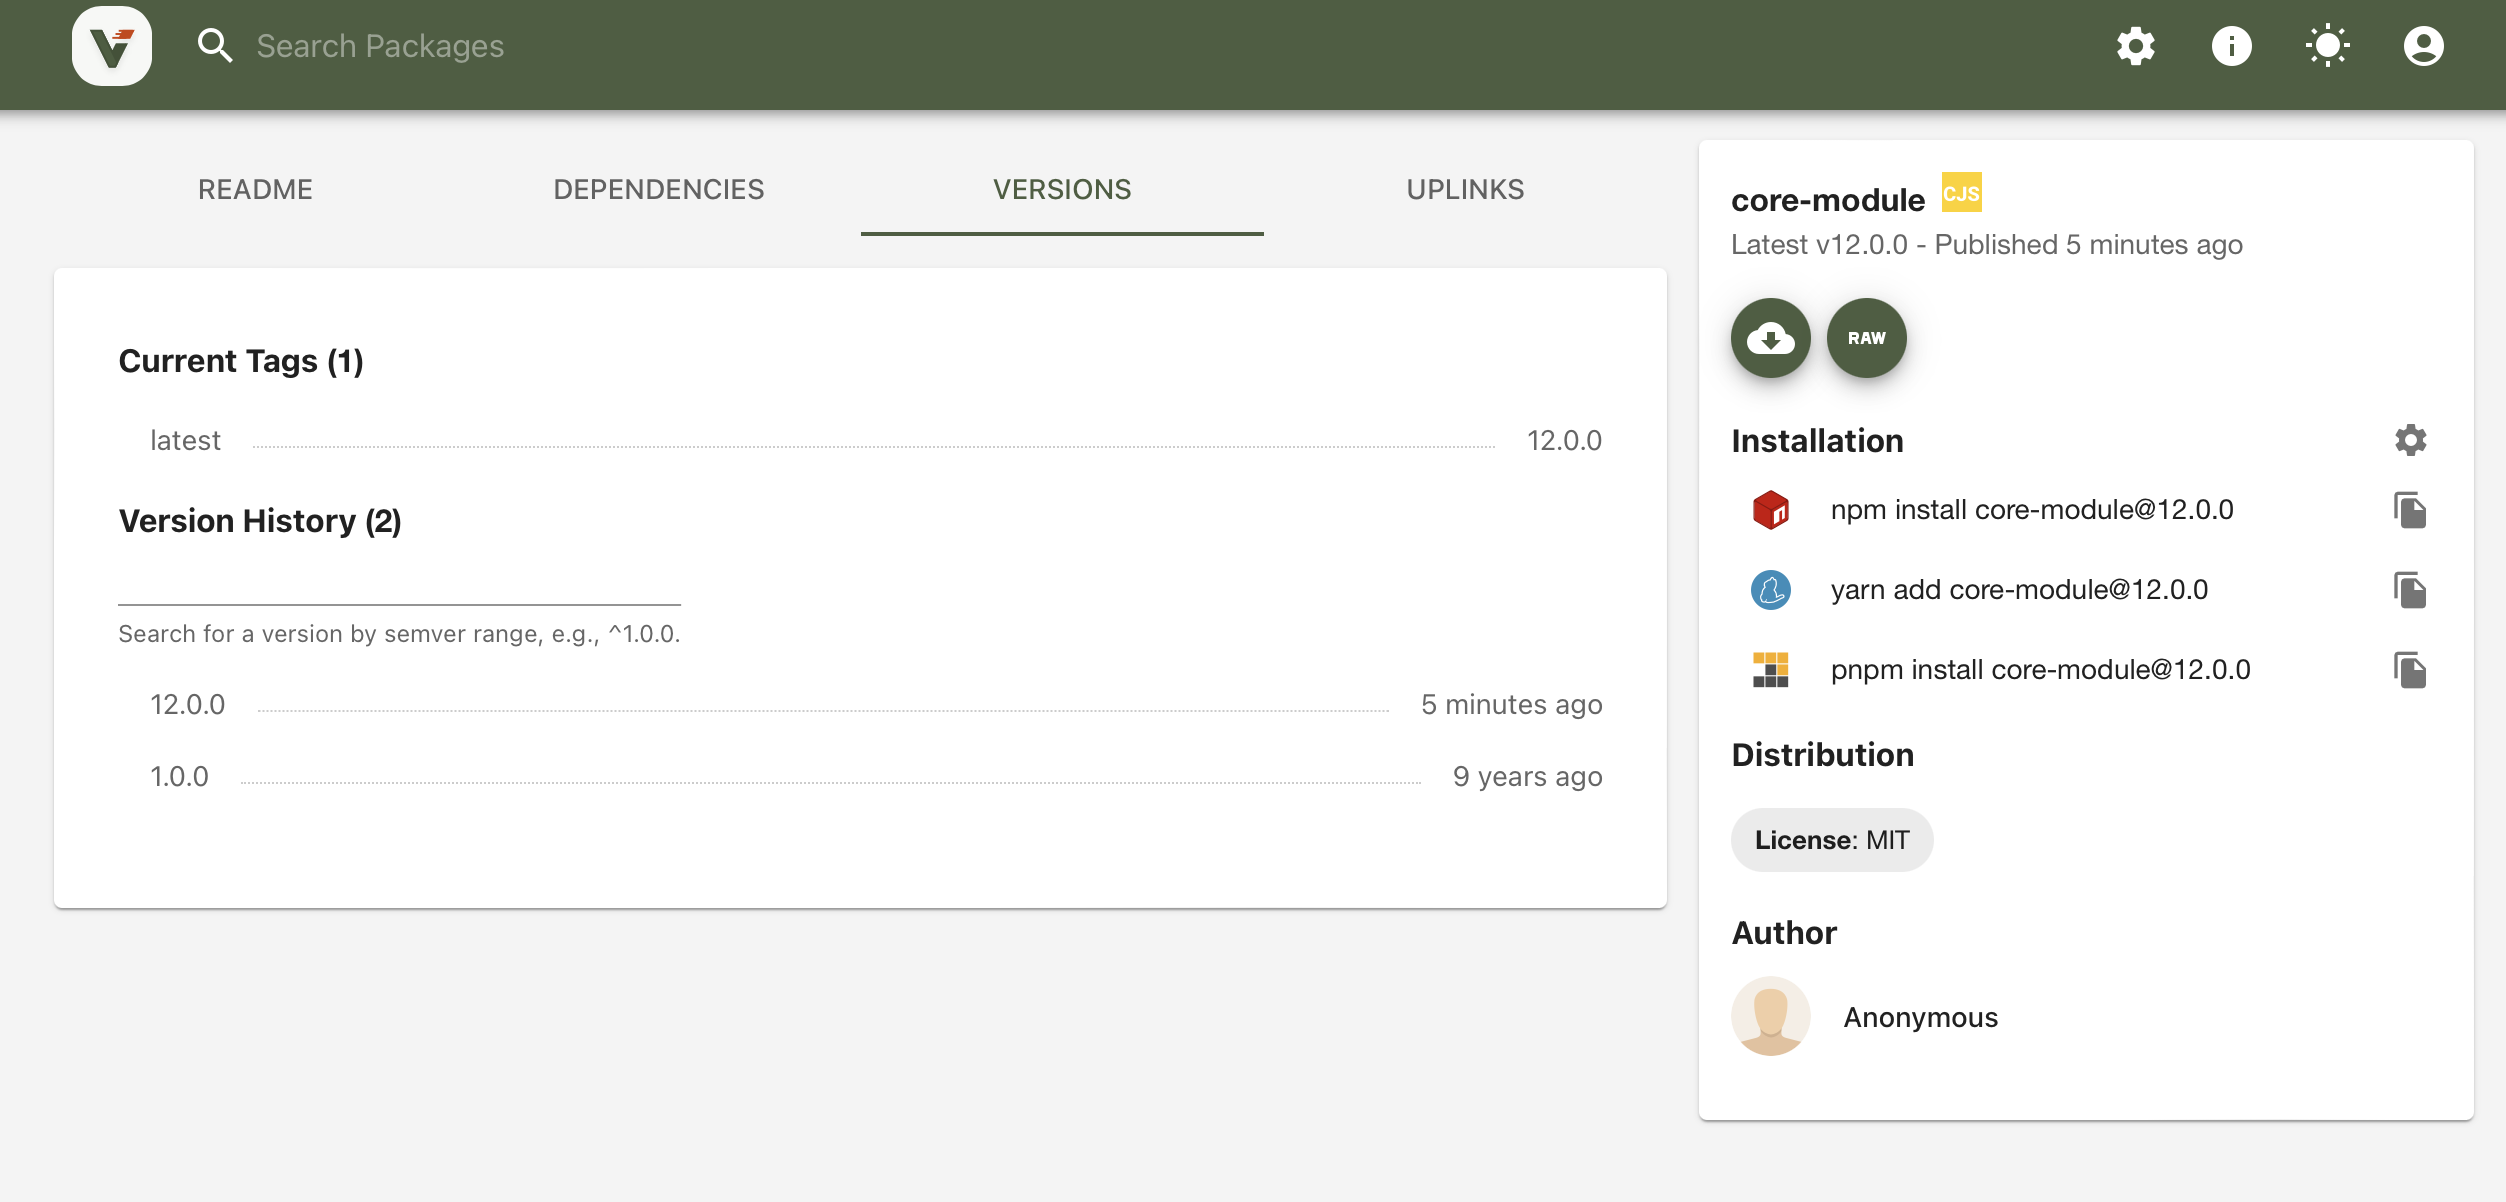 Search Packages
README
DEPENDENCIES
VERSIONS
UPLINKS
Current Tags (1)
latest 12.0.0
Version History (2)
Search for a version by semver range, e.g., ^1.0.0.
12.0.0 5 minutes ago
1.0.0 9 years ago
core-module CJS
Latest v12.0.0 - Published 5 minutes ago
RAW
Installation
npm install core-module@12.0.0
yarn add core-module@12.0.0
pnpm install core-module@12.0.0
Distribution
License: MIT
Author
Anonymous